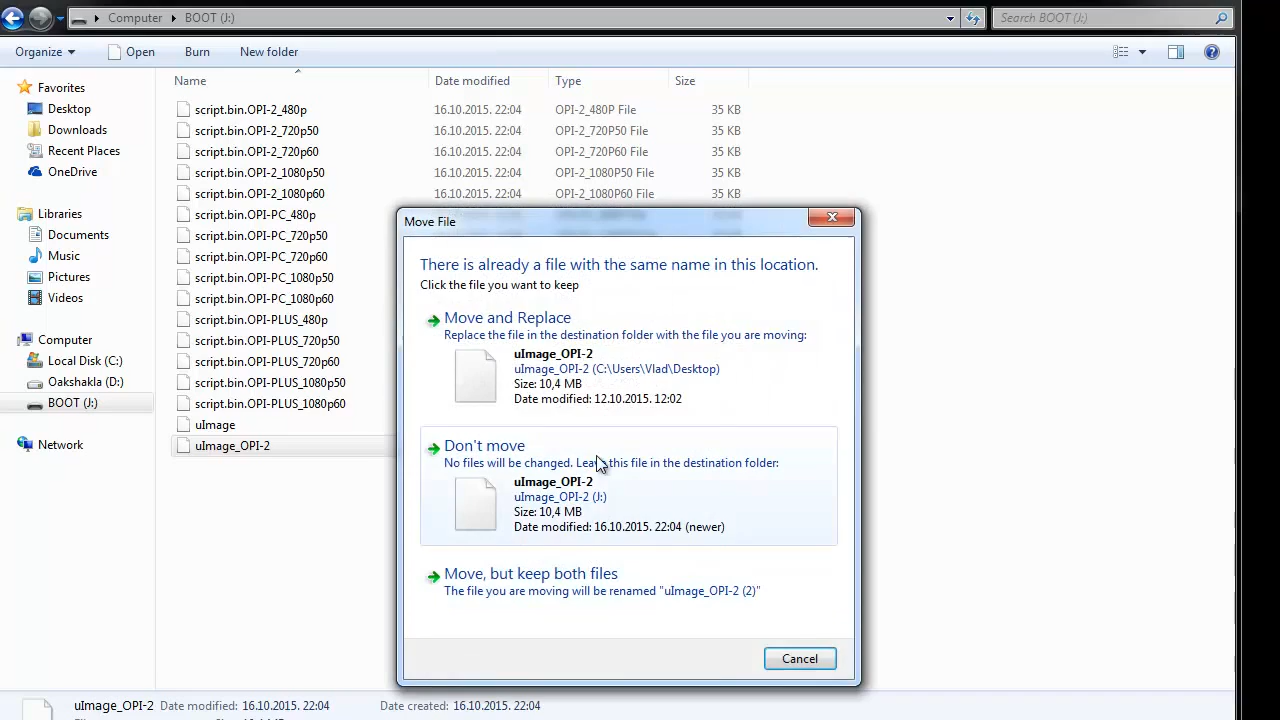 Computer ▸ BOOT (J:)
Search BOOT (J:)
Organize Open Burn New folder
Name Date modified Type Size
Favorites
Desktop
Downloads
Recent Places
OneDrive
Libraries
Documents
Music
Pictures
Videos
Computer
Local Disk (C:)
Oakshakla (D:)
BOOT (J:)
Network
script.bin.OPI-2_480p 16.10.2015. 22:04 OPI-2_480P File 35 KB
script.bin.OPI-2_720p50 16.10.2015. 22:04 OPI-2_720P50 File 35 KB
script.bin.OPI-2_720p60 16.10.2015. 22:04 OPI-2_720P60 File 35 KB
script.bin.OPI-2_1080p50 16.10.2015. 22:04 OPI-2_1080P50 File 35 KB
script.bin.OPI-2_1080p60 16.10.2015. 22:04 OPI-2_1080P60 File 35 KB
script.bin.OPI-PC_480p
script.bin.OPI-PC_720p50
script.bin.OPI-PC_720p60
script.bin.OPI-PC_1080p50
script.bin.OPI-PC_1080p60
script.bin.OPI-PLUS_480p
script.bin.OPI-PLUS_720p50
script.bin.OPI-PLUS_720p60
script.bin.OPI-PLUS_1080p50
script.bin.OPI-PLUS_1080p60
uImage
uImage_OPI-2
Move File
There is already a file with the same name in this location.
Click the file you want to keep
Move and Replace
Replace the file in the destination folder with the file you are moving:
uImage_OPI-2
uImage_OPI-2 (C:\Users\Vlad\Desktop)
Size: 10,4 MB
Date modified: 12.10.2015. 12:02
Don't move
No files will be changed. Leave this file in the destination folder:
uImage_OPI-2
uImage_OPI-2 (J:)
Size: 10,4 MB
Date modified: 16.10.2015. 22:04 (newer)
Move, but keep both files
The file you are moving will be renamed "uImage_OPI-2 (2)"
Cancel
uImage_OPI-2 Date modified: 16.10.2015. 22:04 Date created: 16.10.2015. 22:04